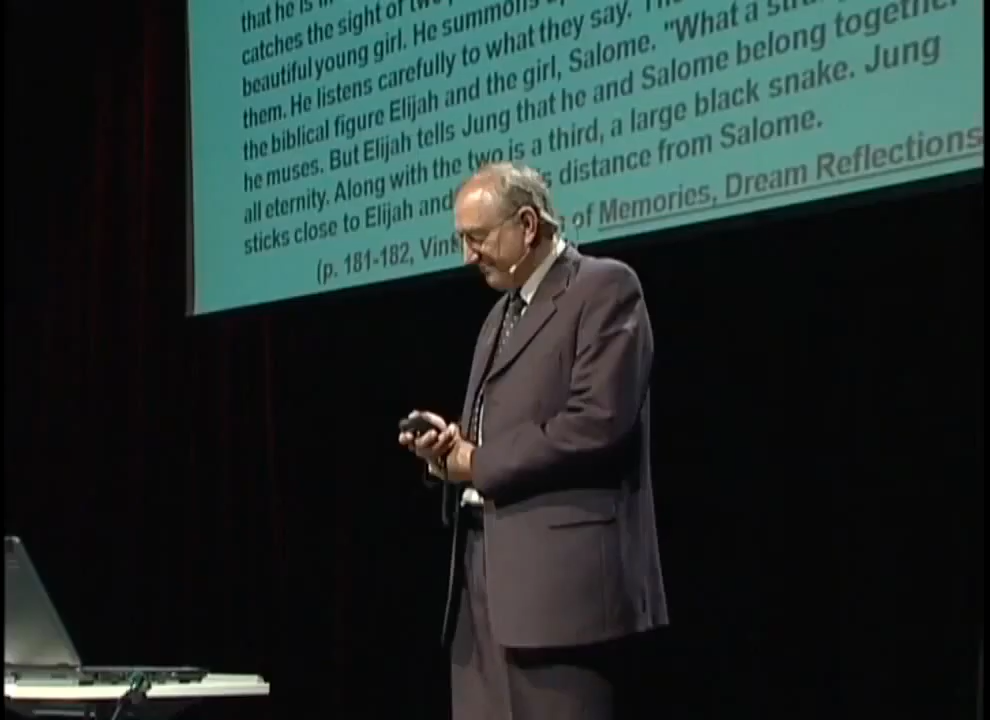 that he is
catches the sight of two
beautiful young girl. He summons
them. He listens carefully to what they say.
the biblical figure Elijah and the girl, Salome. "What a
he muses. But Elijah tells Jung that he and Salome belong together
all eternity. Along with the two is a third, a large black snake. Jung
sticks close to Elijah and distance from Salome.
(p. 181-182, of Memories, Dream Reflections